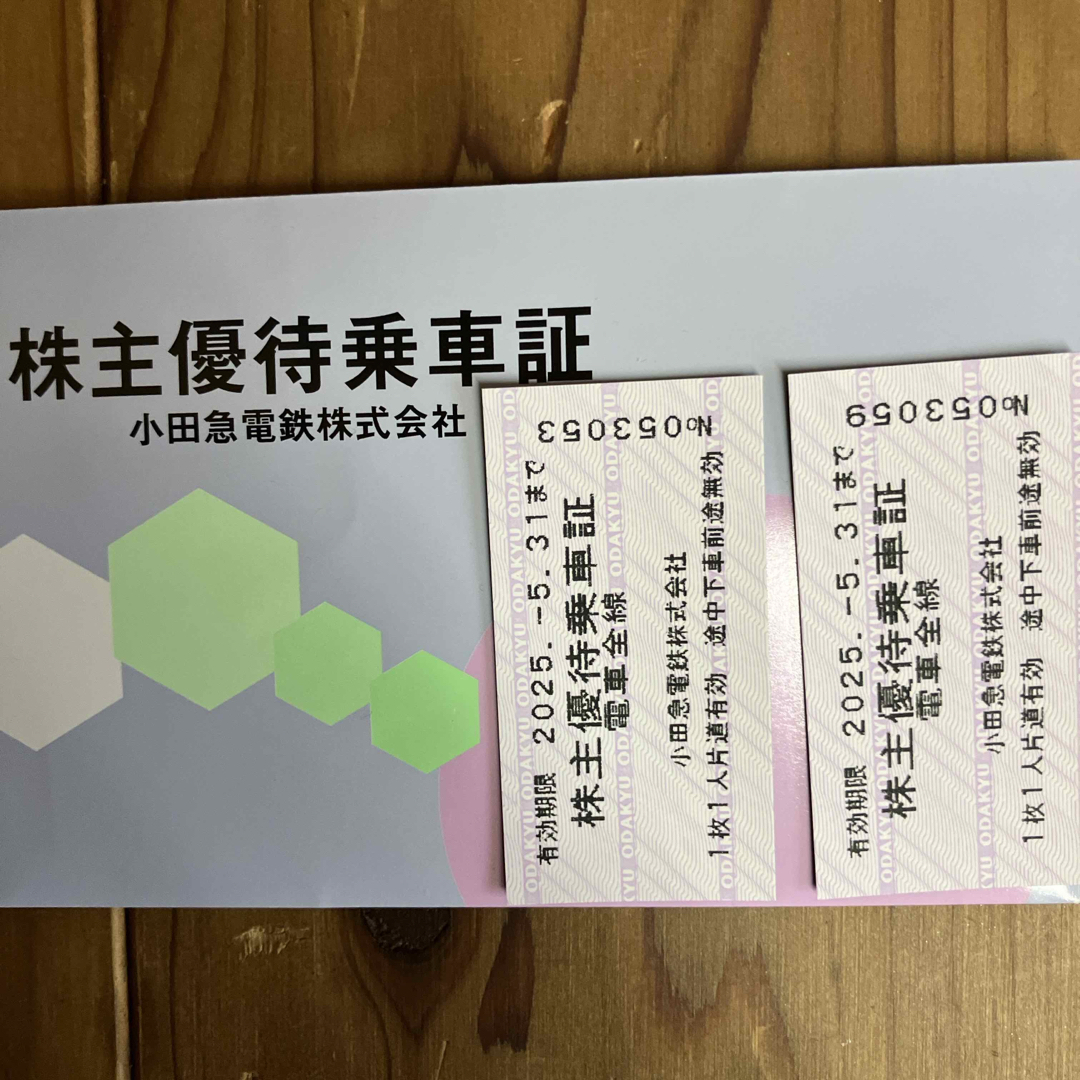 株主優待乗車証
小田急電鉄株式会社
№053053
有効期限 2025.-5.31まで
株主優待乗車証
電車全線
小田急電鉄株式会社
1枚1人片道有効 途中下車前途無効
№053059
有効期限 2025.-5.31まで
株主優待乗車証
電車全線
小田急電鉄株式会社
1枚1人片道有効 途中下車前途無効
ODAKYU ODAKYU ODAKYU ODAKYU